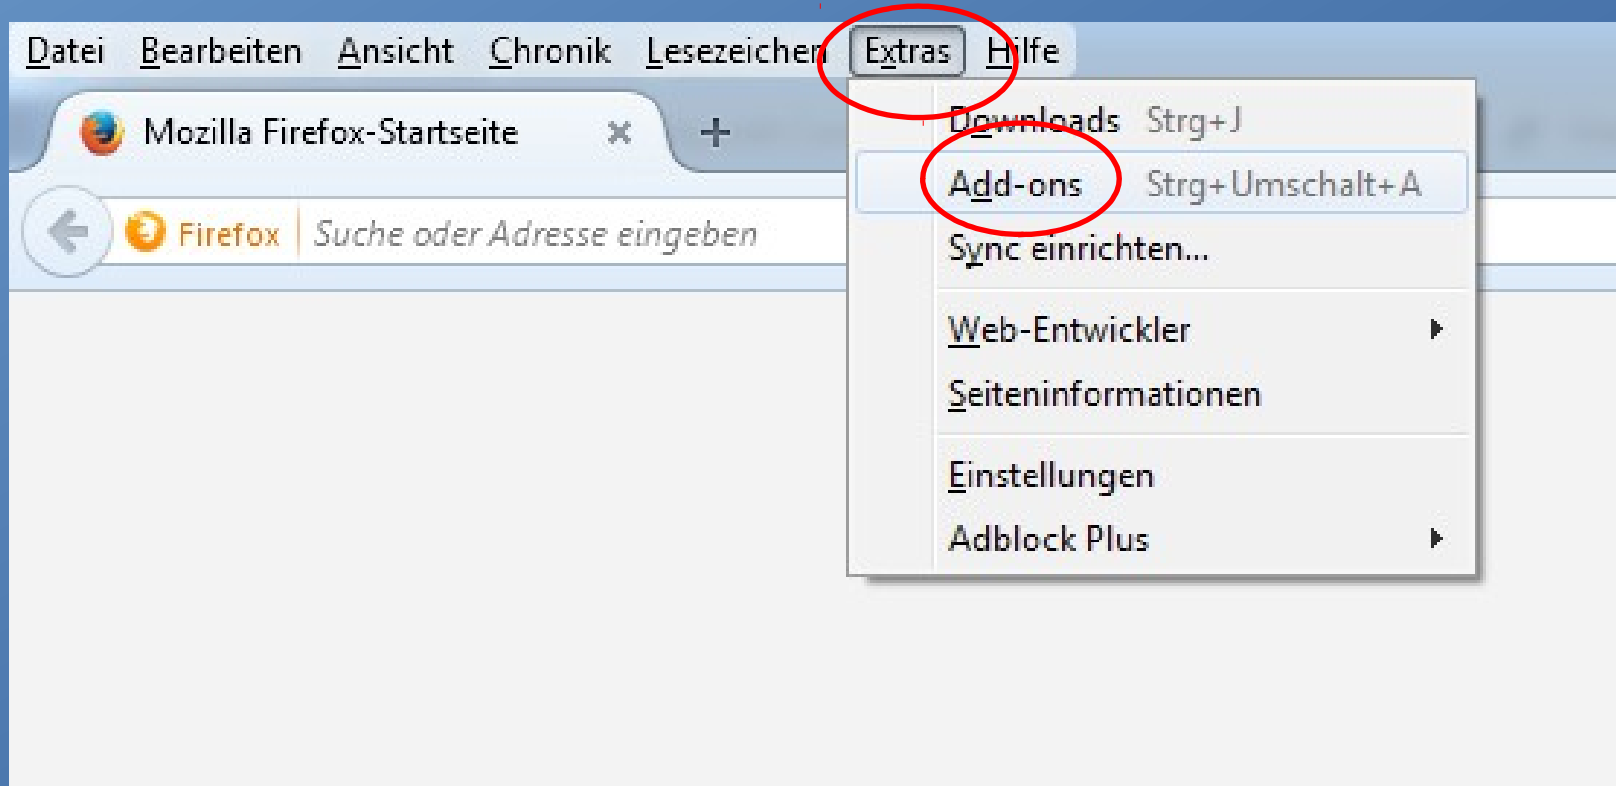 Datei Bearbeiten Ansicht Chronik Lesezeichen Extras Hilfe
Mozilla Firefox-Startseite
Firefox Suche oder Adresse eingeben
Downloads Strg+J
Add-ons Strg+Umschalt+A
Sync einrichten...
Web-Entwickler
Seiteninformationen
Einstellungen
Adblock Plus